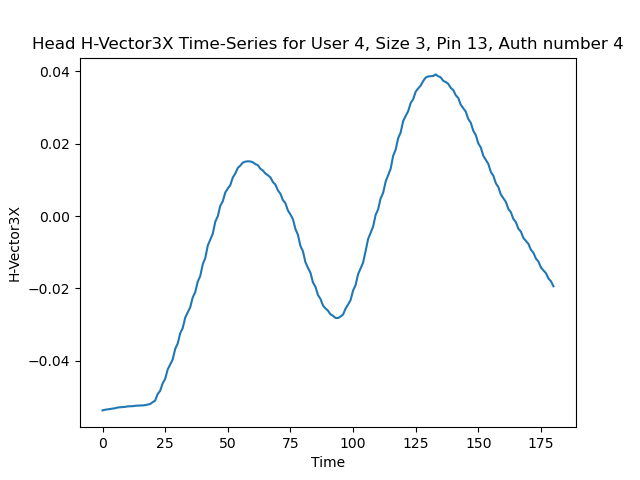 Head H-Vector3X Time-Series for User 4, Size 3, Pin 13, Auth number 4
0.04
0.02
0.00
−0.02
−0.04
H-Vector3X
0 25 50 75 100 125 150 175
Time